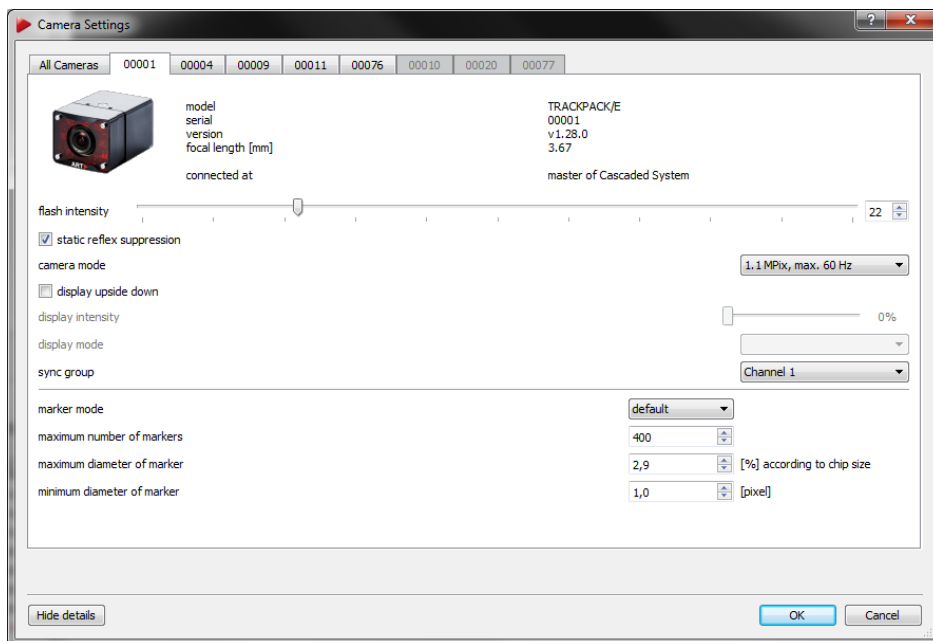 Camera Settings
All Cameras 00001 00004 00009 00011 00076 00010 00020 00077
model TRACKPACK/E
serial 00001
version v1.28.0
focal length [mm] 3.67
connected at master of Cascaded System
ART
flash intensity 22
static reflex suppression
camera mode 1.1 MPix, max. 60 Hz
display upside down
display intensity 0%
display mode
sync group Channel 1
marker mode default
maximum number of markers 400
maximum diameter of marker 2,9 [%] according to chip size
minimum diameter of marker 1,0 [pixel]
Hide details OK Cancel